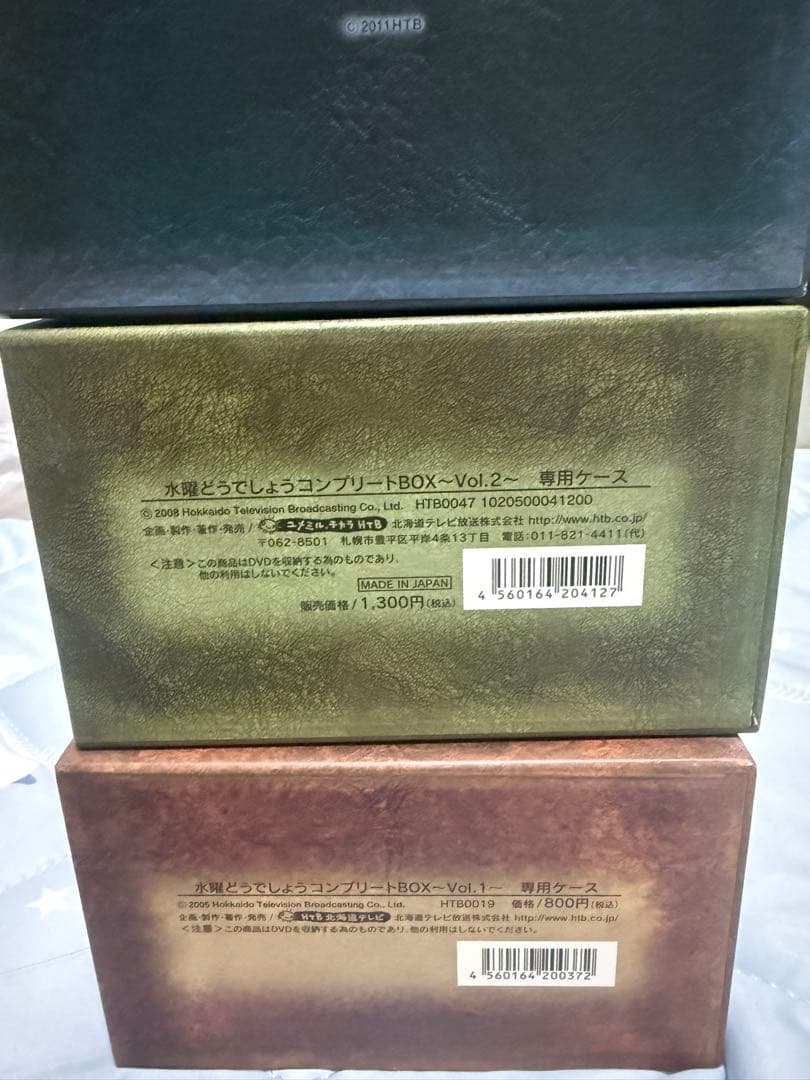 © 2011 HTB
水曜どうでしょうコンプリートBOX〜Vol.2〜　専用ケース
© 2008 Hokkaido Television Broadcasting Co., Ltd.　HTB0047 1020500041200
企画・製作・著作・発売 / ユメミル、チカラ HTB 北海道テレビ放送株式会社 http://www.htb.co.jp/
〒062-8501　札幌市豊平区平岸4条13丁目　電話:011-821-4411(代)
＜注意＞この商品はDVDを収納する為のものであり、
他の利用はしないでください。
MADE IN JAPAN
販売価格/1,300円(税込)
4 560164 204127
水曜どうでしょうコンプリートBOX〜Vol.1〜　専用ケース
© 2005 Hokkaido Television Broadcasting Co., Ltd.　HTB0019　価格/800円(税込)
企画・製作・著作・発売 / HTB 北海道テレビ 北海道テレビ放送株式会社 http://www.htb.co.jp/
＜注意＞この商品はDVDを収納する為のものであり、他の利用はしないでください。
4 560164 200372